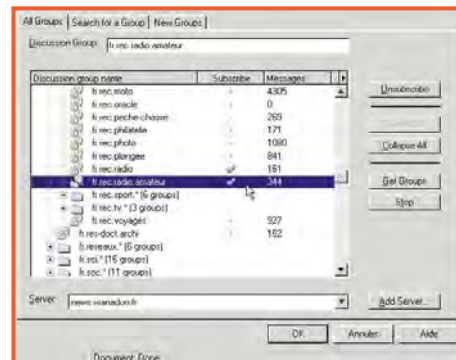 All Groups Search for a Group New Groups
Discussion Group: fr.rec.radio.amateur
Discussion group name Subscribe Messages
fr.rec.moto 4305
fr.rec.oracle 0
fr.rec.peche-chasse 269
fr.rec.philatelie 171
fr.rec.photo 1080
fr.rec.plongee 841
fr.rec.radio 161
fr.rec.radio.amateur 344
fr.rec.sport.* (6 groups)
fr.rec.tv.* (3 groups)
fr.rec.voyages 927
fr.res-doct.archi 162
fr.reseaux.* (6 groups)
fr.sci.* (16 groups)
fr.soc.* (11 groups)
Unsubscribe
Collapse All
Get Groups
Stop
Server: news.wanadoo.fr Add Server...
OK Annuler Aide
Document: Done